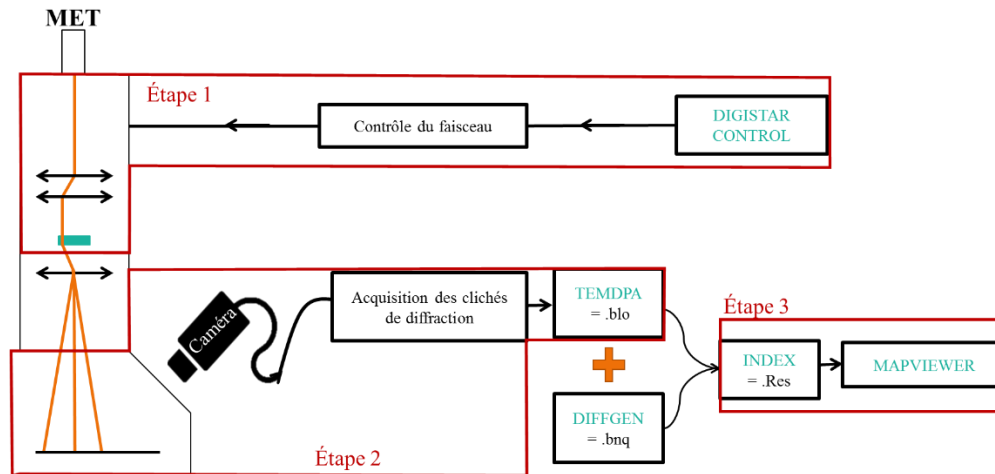 MET
Étape 1
Contrôle du faisceau
DIGISTAR
CONTROL
Caméra
Acquisition des clichés
de diffraction
TEMDPA
= .blo
Étape 3
INDEX
= .Res
MAPVIEWER
DIFFGEN
= .bnq
Étape 2